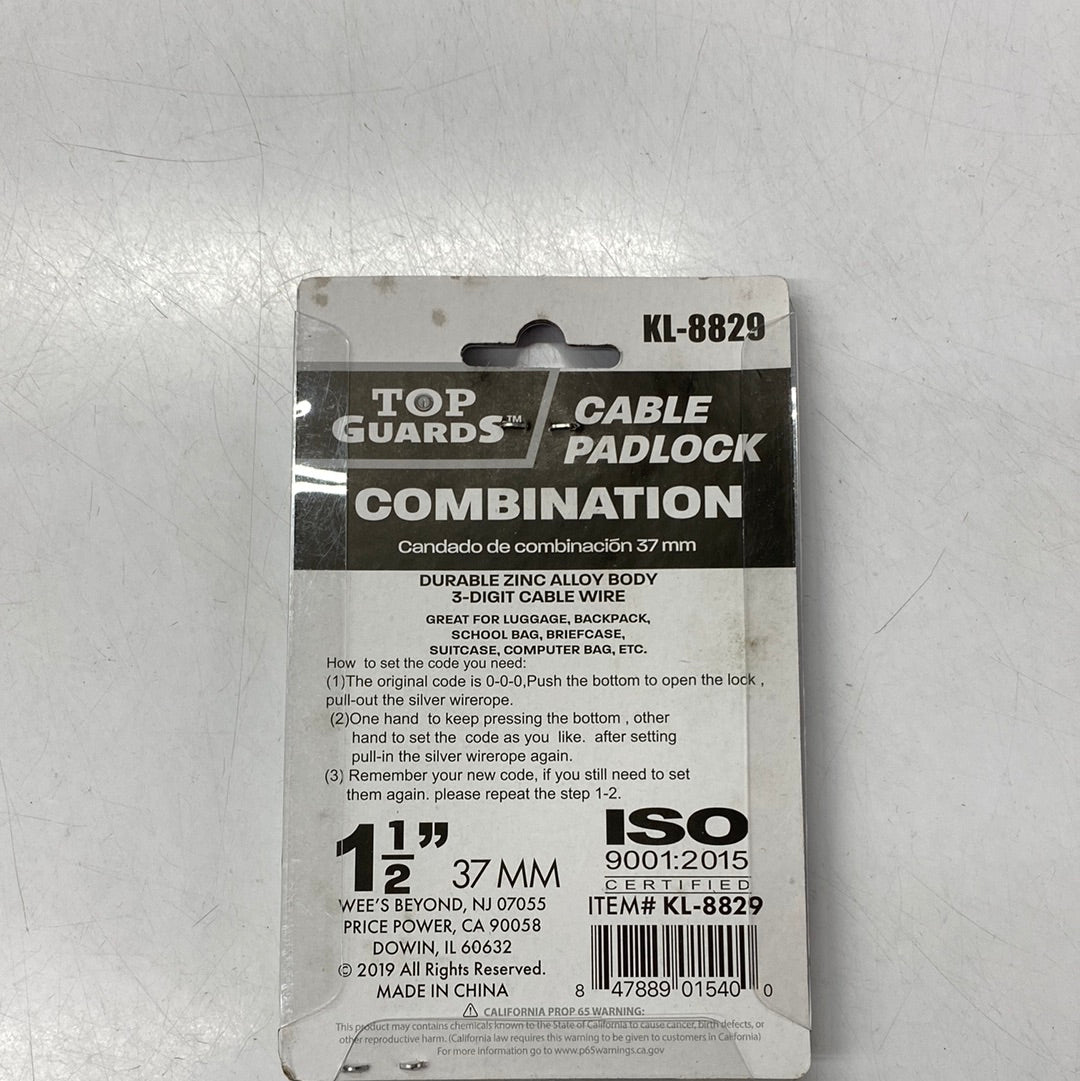 KL-8829
TOP
GUARDS™
CABLE
PADLOCK
COMBINATION
Candado de combinación 37 mm
DURABLE ZINC ALLOY BODY
3-DIGIT CABLE WIRE
GREAT FOR LUGGAGE, BACKPACK,
SCHOOL BAG, BRIEFCASE,
SUITCASE, COMPUTER BAG, ETC.
How to set the code you need:
(1)The original code is 0-0-0,Push the bottom to open the lock ,
pull-out the silver wirerope.
(2)One hand to keep pressing the bottom , other
hand to set the code as you like. after setting
pull-in the silver wirerope again.
(3) Remember your new code, if you still need to set
them again. please repeat the step 1-2.
1 1/2” 37 MM
WEE'S BEYOND, NJ 07055
PRICE POWER, CA 90058
DOWIN, IL 60632
© 2019 All Rights Reserved.
MADE IN CHINA
ISO
9001:2015
CERTIFIED
ITEM# KL-8829
8 47889 01540 0
⚠ CALIFORNIA PROP 65 WARNING:
This product may contain chemicals known to the State of California to cause cancer, birth defects, or
other reproductive harm. (California law requires this warning to be given to customers in California)
For more information go to www.p65warnings.ca.gov